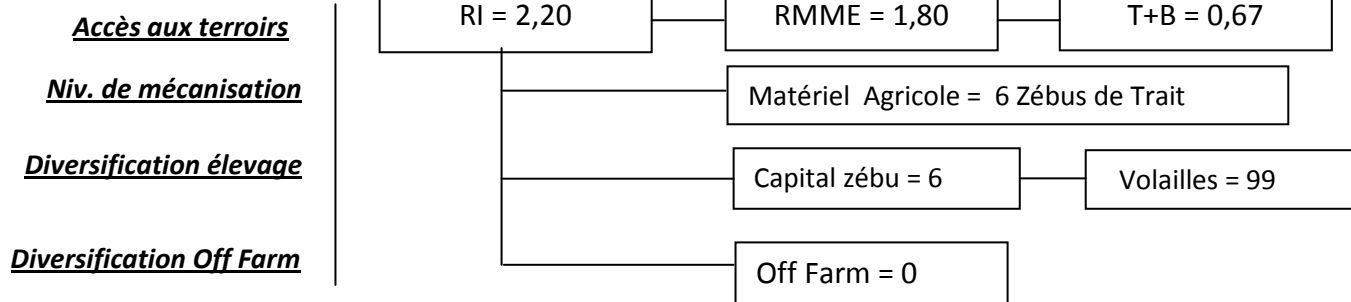 Accès aux terroirs RI = 2,20 RMME = 1,80 T+B = 0,67
Niv. de mécanisation Matériel Agricole = 6 Zébus de Trait
Diversification élevage Capital zébu = 6 Volailles = 99
Diversification Off Farm Off Farm = 0